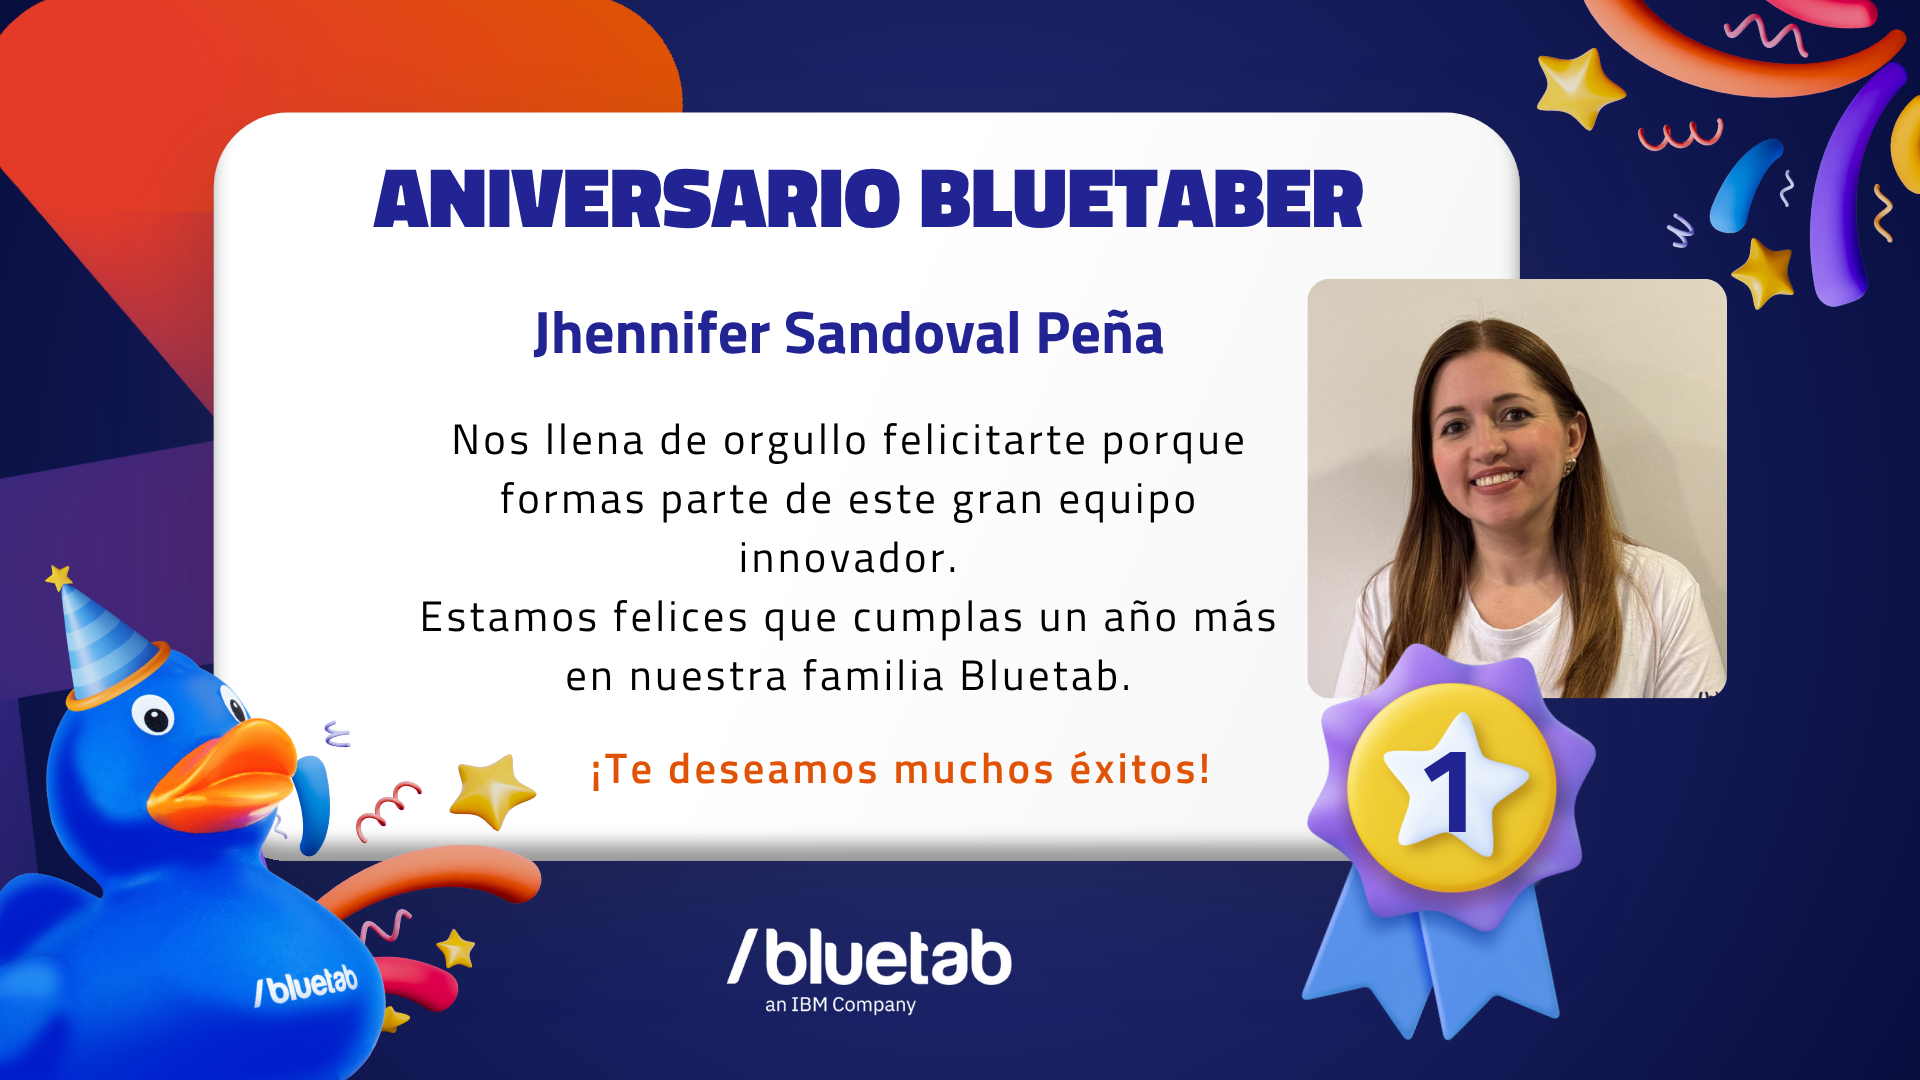 ANIVERSARIO BLUETABER
Jhennifer Sandoval Peña
Nos llena de orgullo felicitarte porque
formas parte de este gran equipo
innovador.
Estamos felices que cumplas un año más
en nuestra familia Bluetab.
¡Te deseamos muchos éxitos!
1
/bluetab
/bluetab
an IBM Company